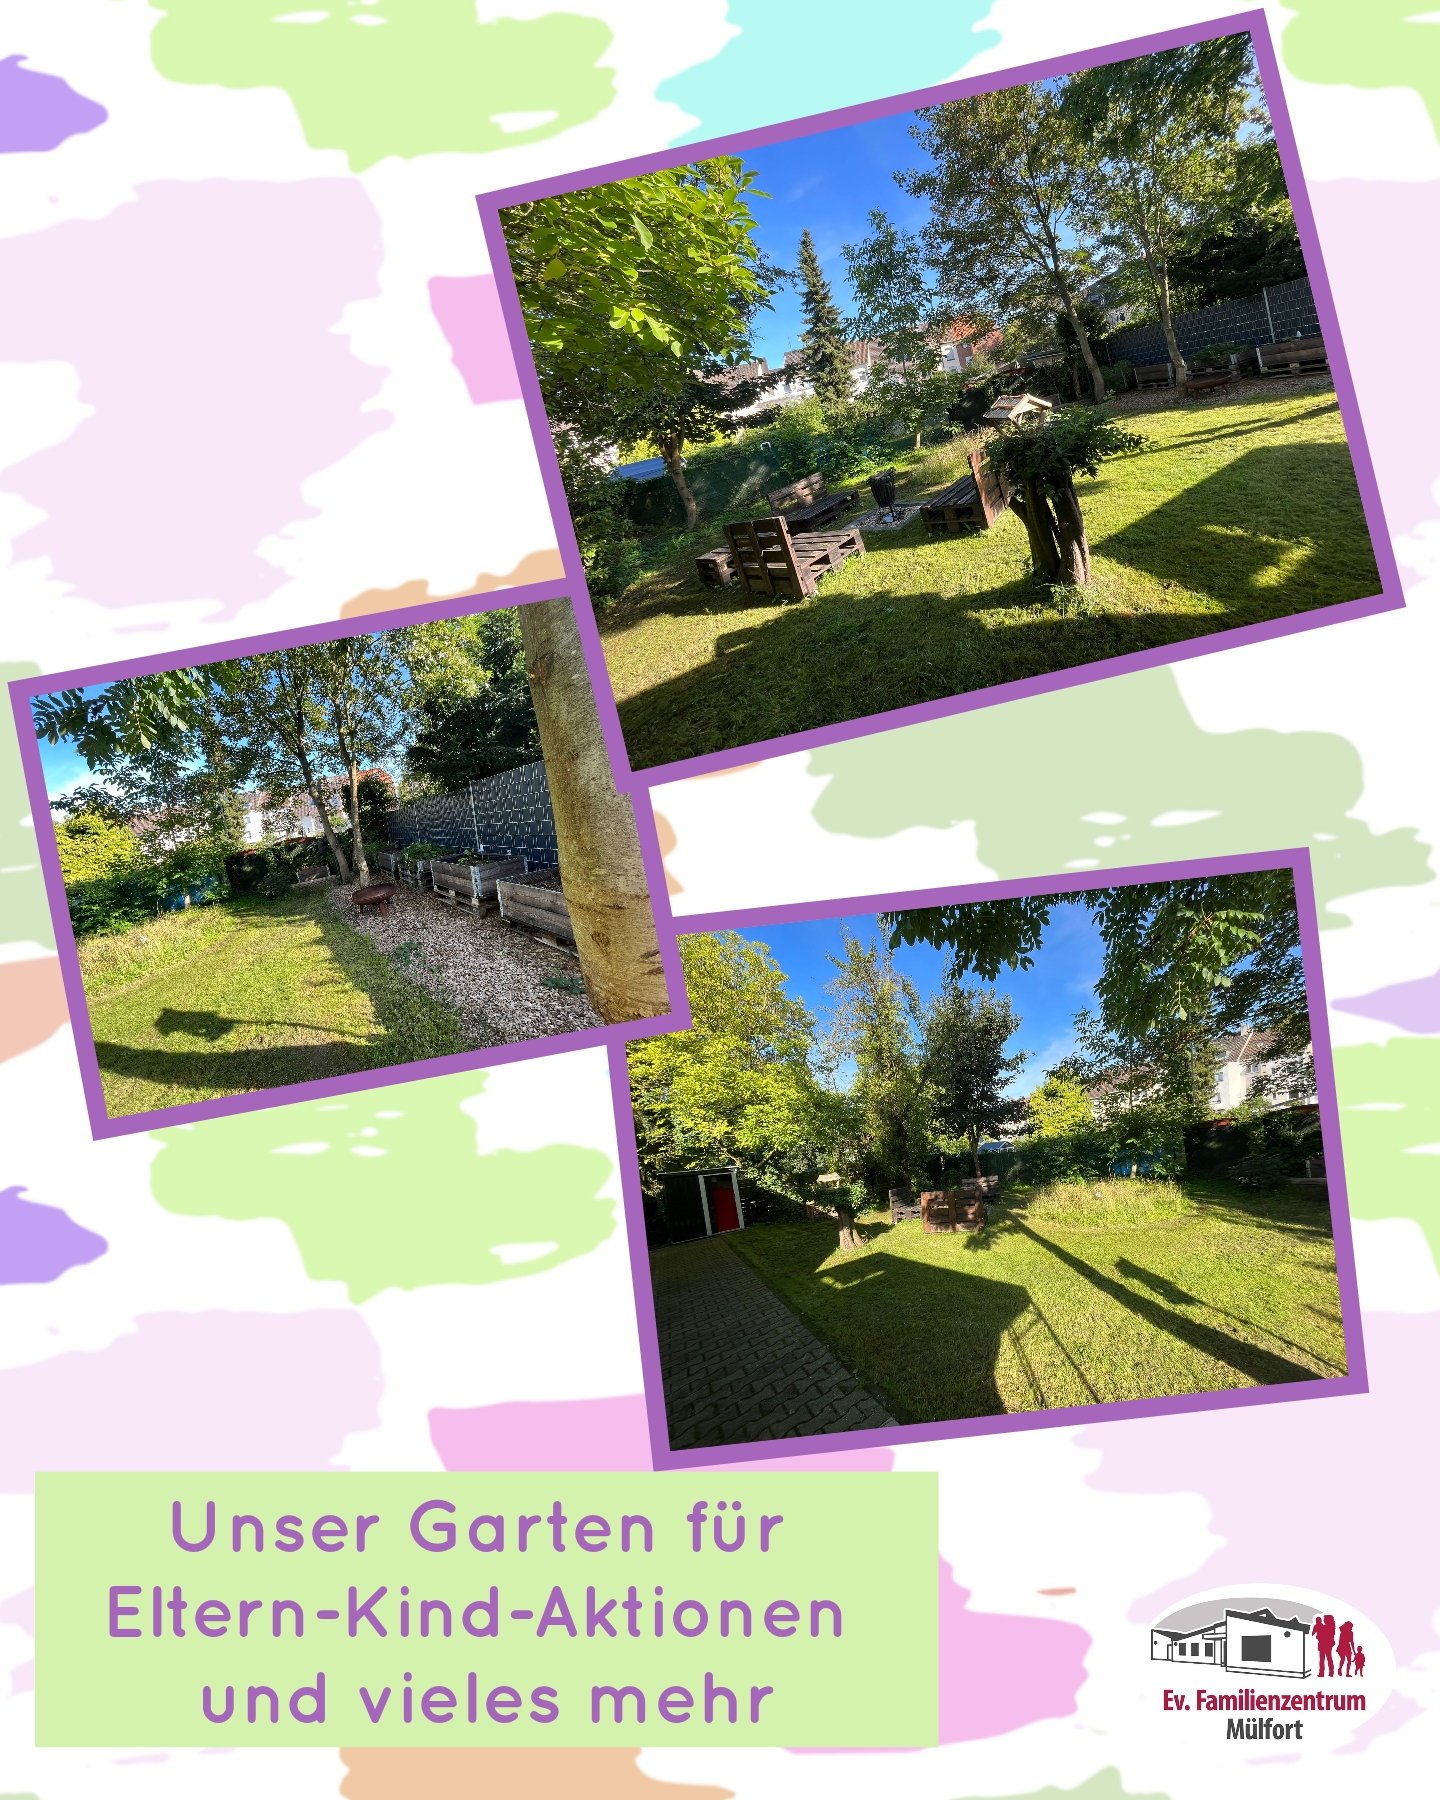 Unser Garten für
Eltern-Kind-Aktionen
und vieles mehr
Ev. Familienzentrum
Mülfort